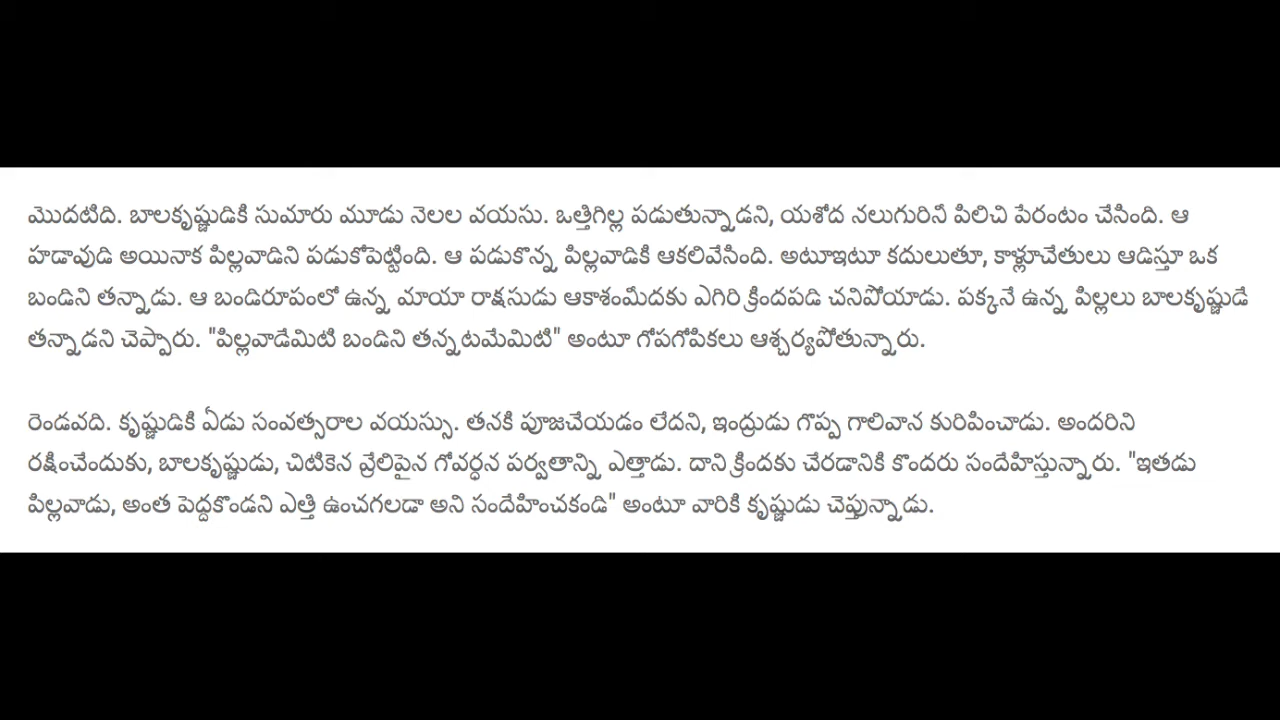 మొదటిది. బాలకృష్ణుడికి సుమారు మూడు నెలల వయసు. ఒత్తిగిల్ల పడుతున్నాడని, యశోద నలుగురినీ పిలిచి పేరంటం చేసింది. ఆ
హడావుడి అయినాక పిల్లవాడిని పడుకోపెట్టింది. ఆ పడుకొన్న పిల్లవాడికి ఆకలివేసింది. అటూఇటూ కదులుతూ, కాళ్లూచేతులు ఆడిస్తూ ఒక
బండిని తన్నాడు. ఆ బండిరూపంలో ఉన్న మాయా రాక్షసుడు ఆకాశంమీదకు ఎగిరి క్రిందపడి చనిపోయాడు. పక్కనే ఉన్న పిల్లలు బాలకృష్ణుడే
తన్నాడని చెప్పారు. "పిల్లవాడేమిటి బండిని తన్నటమేమిటి" అంటూ గోపగోపికలు ఆశ్చర్యపోతున్నారు.
రెండవది. కృష్ణుడికి ఏడు సంవత్సరాల వయస్సు. తనకి పూజచేయడం లేదని, ఇంద్రుడు గొప్ప గాలివాన కురిపించాడు. అందరిని
రక్షించేందుకు, బాలకృష్ణుడు, చిటికెన వ్రేలిపైన గోవర్ధన పర్వతాన్ని ఎత్తాడు. దాని క్రిందకు చేరడానికి కొందరు సందేహిస్తున్నారు. "ఇతడు
పిల్లవాడు, అంత పెద్దకొండని ఎత్తి ఉంచగలడా అని సందేహించకండి" అంటూ వారికి కృష్ణుడు చెప్తున్నాడు.